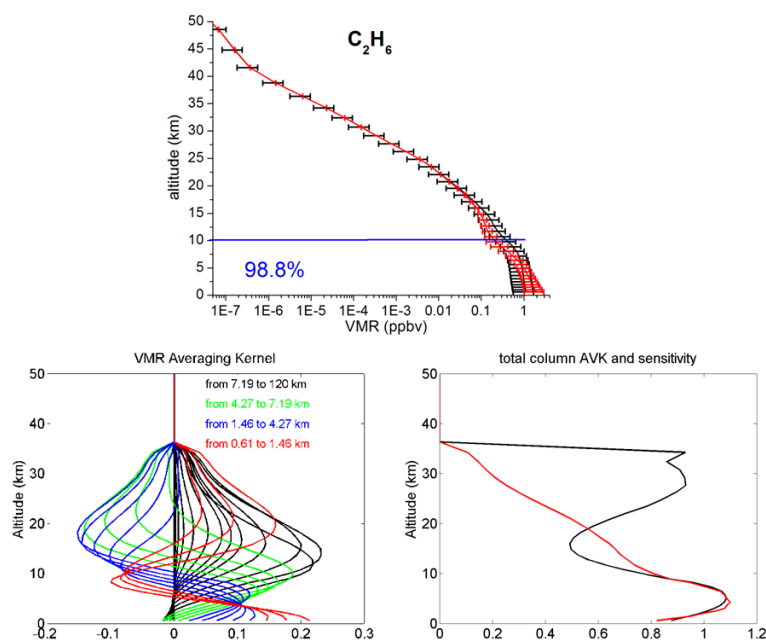 C2H6
50
45
40
35
30
25
20
15
10
5
0
altitude (km)
98.8%
1E-7 1E-6 1E-5 1E-4 1E-3 0.01 0.1 1
VMR (ppbv)
VMR Averaging Kernel
50
40
30
20
10
0
Altitude (km)
from 7.19 to 120 km
from 4.27 to 7.19 km
from 1.46 to 4.27 km
from 0.61 to 1.46 km
-0.2 -0.1 0 0.1 0.2 0.3
total column AVK and sensitivity
50
40
30
20
10
0
Altitude (km)
0 0.2 0.4 0.6 0.8 1 1.2